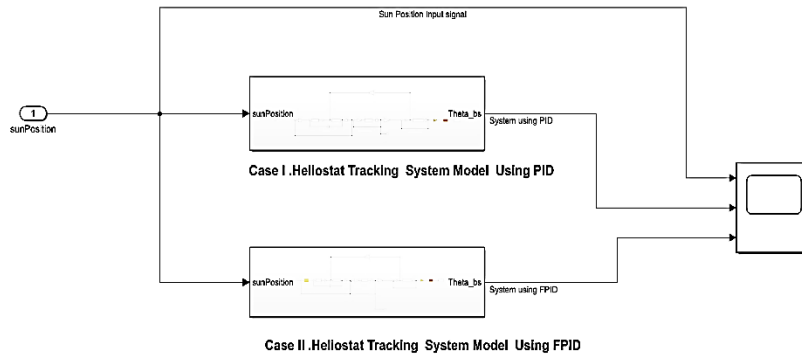 Sun Position Input signal
1
sunPosition
sunPosition
Theta_bs
System using PID
Case I .Heliostat Tracking System Model Using PID
sunPosition
Theta_bs
System using FPID
Case II .Heliostat Tracking System Model Using FPID